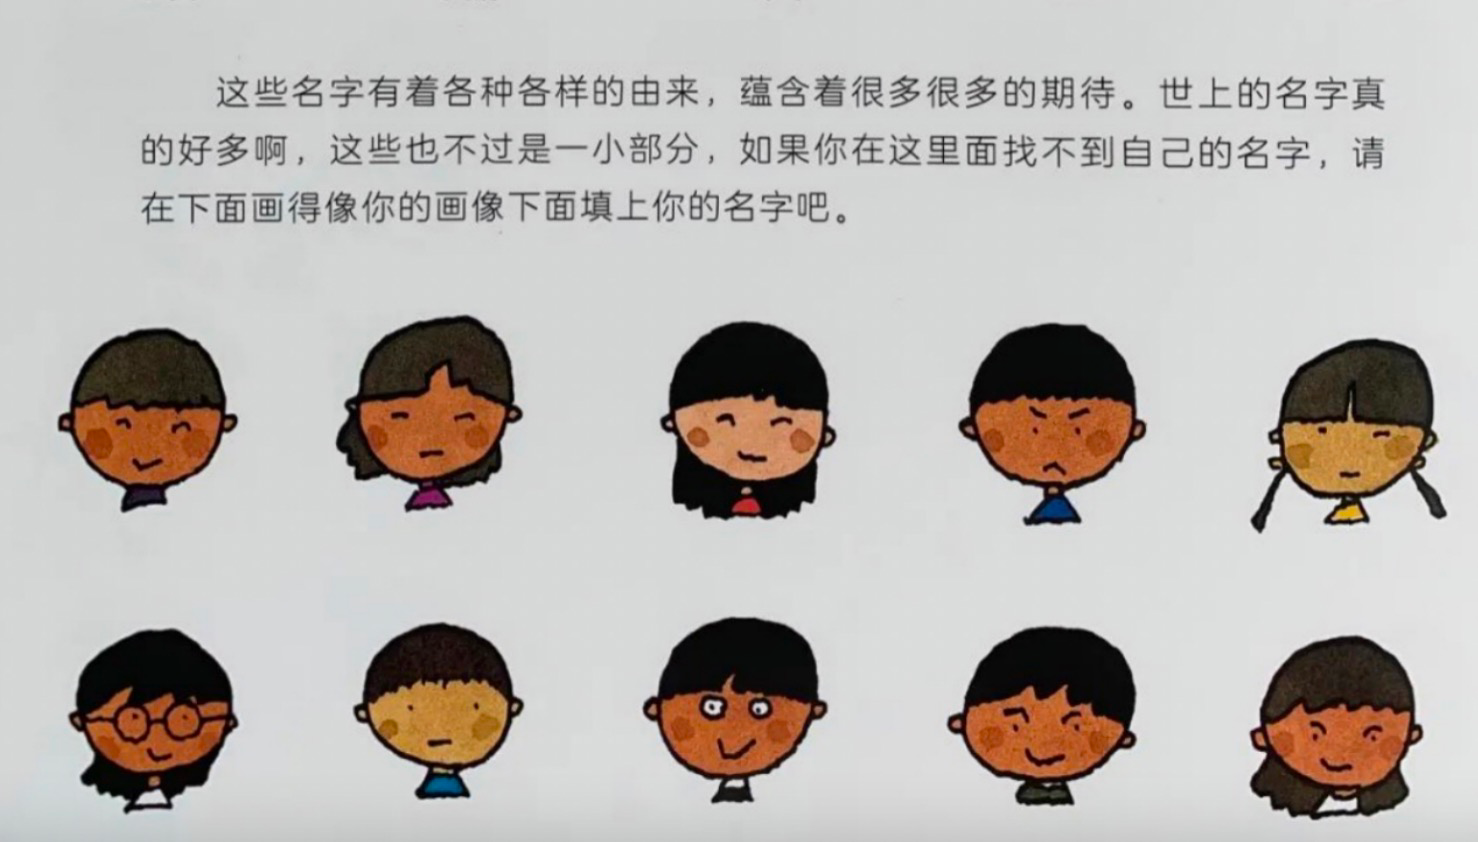 这些名字有着各种各样的由来，蕴含着很多很多的期待。世上的名字真
的好多啊，这些也不过是一小部分，如果你在这里面找不到自己的名字，请
在下面画得像你的画像下面填上你的名字吧。